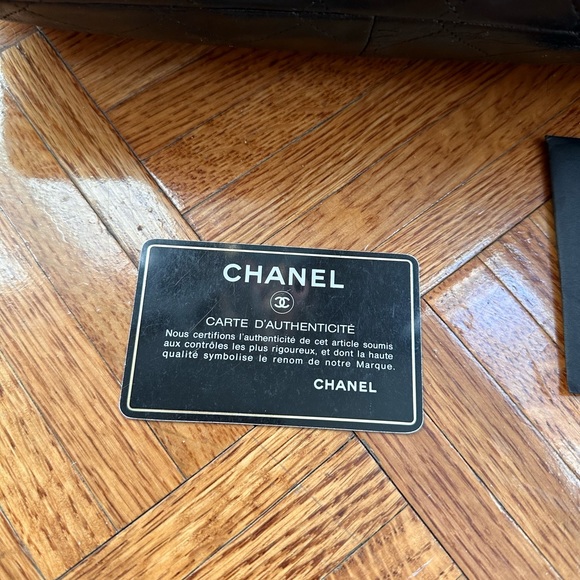 CHANEL
CARTE D'AUTHENTICITÉ
Nous certifions l'authenticité de cet article soumis
aux contrôles les plus rigoureux, et dont la haute
qualité symbolise le renom de notre Marque.
CHANEL